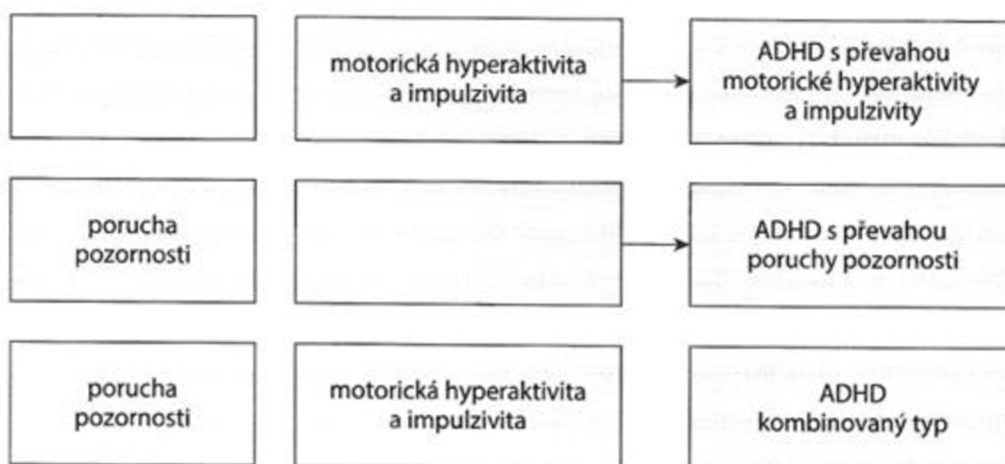 motorická hyperaktivita
a impulzivita
ADHD s převahou
motorické hyperaktivity
a impulzivity
porucha
pozornosti
ADHD s převahou
poruchy pozornosti
porucha
pozornosti
motorická hyperaktivita
a impulzivita
ADHD
kombinovaný typ